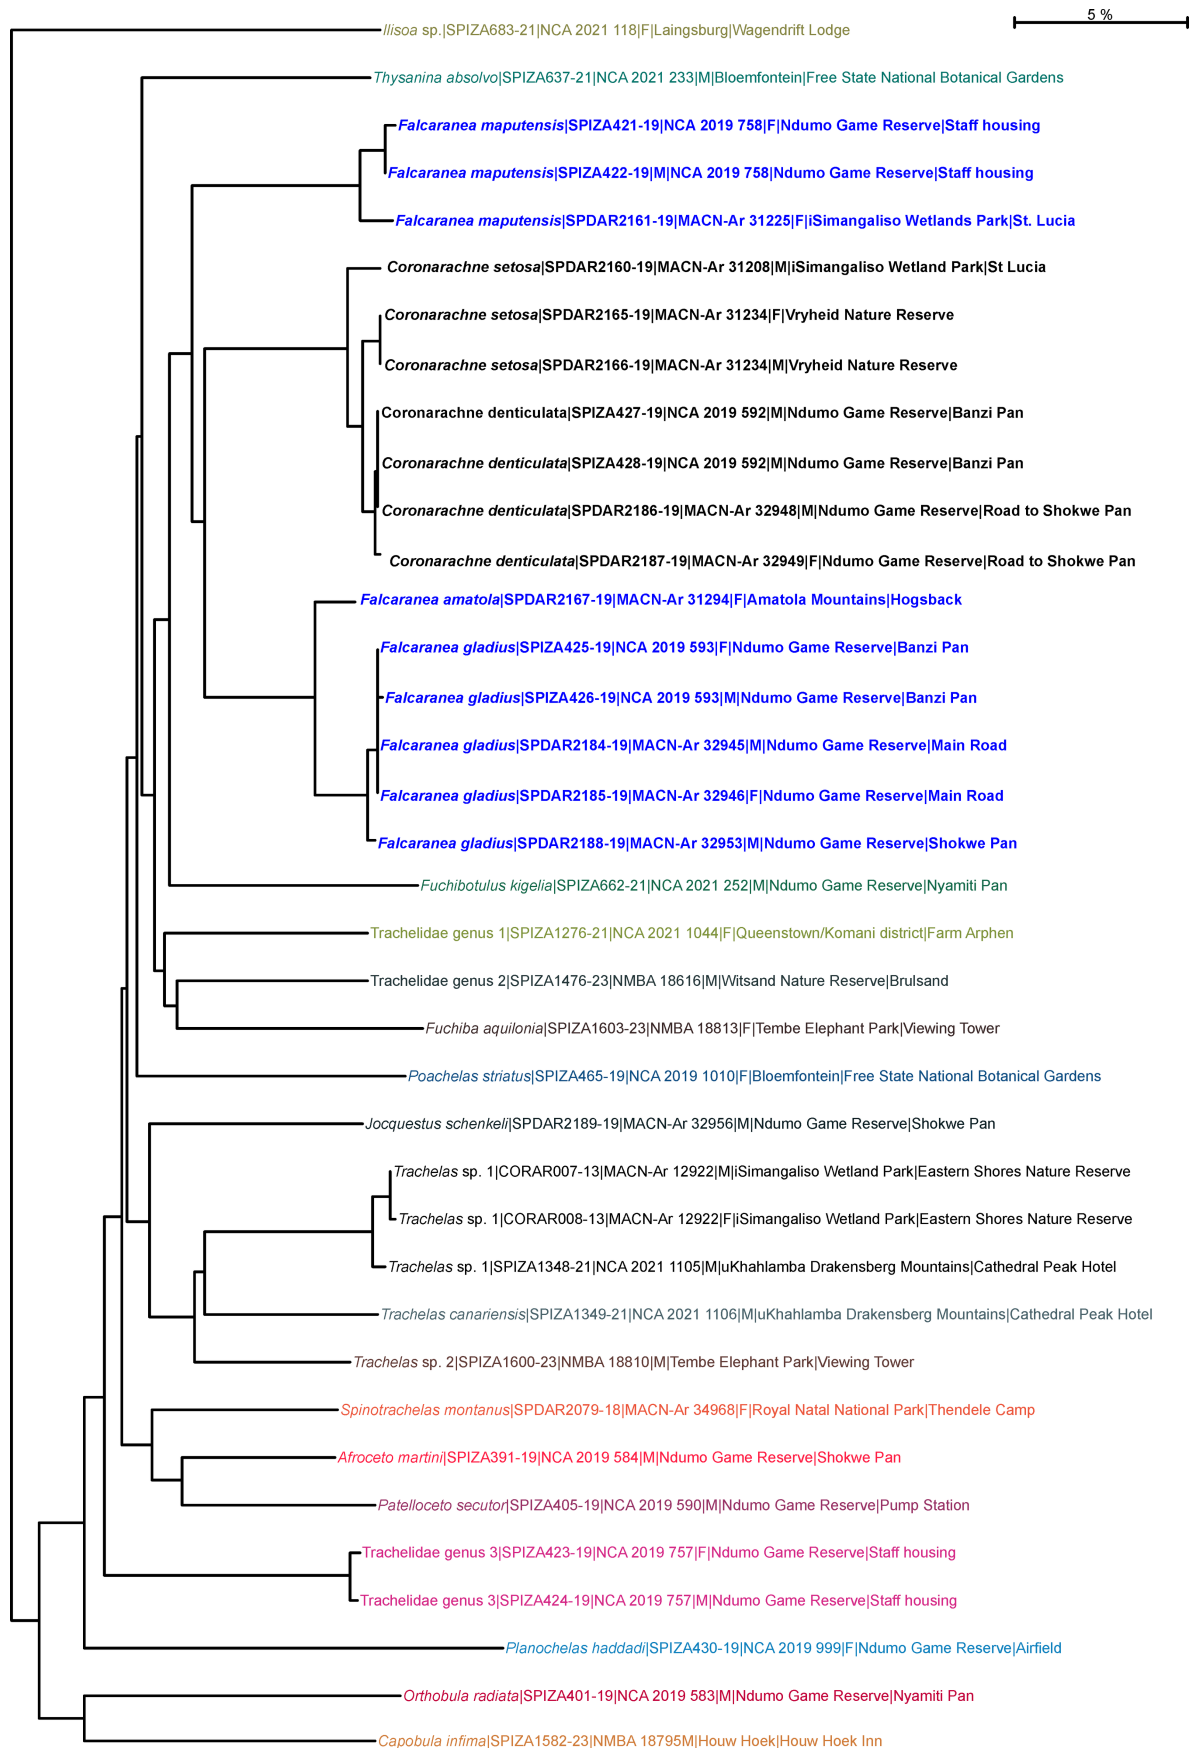 5 %
Ilisoa sp.|SPIZA683-21|NCA 2021 118|F|Laingsburg|Wagendrift Lodge
Thysanina absolvo|SPIZA637-21|NCA 2021 233|M|Bloemfontein|Free State National Botanical Gardens
Falcaranea maputensis|SPIZA421-19|NCA 2019 758|F|Ndumo Game Reserve|Staff housing
Falcaranea maputensis|SPIZA422-19|M|NCA 2019 758|Ndumo Game Reserve|Staff housing
Falcaranea maputensis|SPDAR2161-19|MACN-Ar 31225|F|iSimangaliso Wetlands Park|St. Lucia
Coronarachne setosa|SPDAR2160-19|MACN-Ar 31208|M|iSimangaliso Wetland Park|St Lucia
Coronarachne setosa|SPDAR2165-19|MACN-Ar 31234|F|Vryheid Nature Reserve
Coronarachne setosa|SPDAR2166-19|MACN-Ar 31234|M|Vryheid Nature Reserve
Coronarachne denticulata|SPIZA427-19|NCA 2019 592|M|Ndumo Game Reserve|Banzi Pan
Coronarachne denticulata|SPIZA428-19|NCA 2019 592|M|Ndumo Game Reserve|Banzi Pan
Coronarachne denticulata|SPDAR2186-19|MACN-Ar 32948|M|Ndumo Game Reserve|Road to Shokwe Pan
Coronarachne denticulata|SPDAR2187-19|MACN-Ar 32949|F|Ndumo Game Reserve|Road to Shokwe Pan
Falcaranea amatola|SPDAR2167-19|MACN-Ar 31294|F|Amatola Mountains|Hogsback
Falcaranea gladius|SPIZA425-19|NCA 2019 593|F|Ndumo Game Reserve|Banzi Pan
Falcaranea gladius|SPIZA426-19|NCA 2019 593|M|Ndumo Game Reserve|Banzi Pan
Falcaranea gladius|SPDAR2184-19|MACN-Ar 32945|M|Ndumo Game Reserve|Main Road
Falcaranea gladius|SPDAR2185-19|MACN-Ar 32946|F|Ndumo Game Reserve|Main Road
Falcaranea gladius|SPDAR2188-19|MACN-Ar 32953|M|Ndumo Game Reserve|Shokwe Pan
Fuchibotulus kigelia|SPIZA662-21|NCA 2021 252|M|Ndumo Game Reserve|Nyamiti Pan
Trachelidae genus 1|SPIZA1276-21|NCA 2021 1044|F|Queenstown/Komani district|Farm Arphen
Trachelidae genus 2|SPIZA1476-23|NMBA 18616|M|Witsand Nature Reserve|Brulsand
Fuchiba aquilonia|SPIZA1603-23|NMBA 18813|F|Tembe Elephant Park|Viewing Tower
Poachelas striatus|SPIZA465-19|NCA 2019 1010|F|Bloemfontein|Free State National Botanical Gardens
Jocquestus schenkeli|SPDAR2189-19|MACN-Ar 32956|M|Ndumo Game Reserve|Shokwe Pan
Trachelas sp. 1|CORAR007-13|MACN-Ar 12922|M|iSimangaliso Wetland Park|Eastern Shores Nature Reserve
Trachelas sp. 1|CORAR008-13|MACN-Ar 12922|F|iSimangaliso Wetland Park|Eastern Shores Nature Reserve
Trachelas sp. 1|SPIZA1348-21|NCA 2021 1105|M|uKhahlamba Drakensberg Mountains|Cathedral Peak Hotel
Trachelas canariensis|SPIZA1349-21|NCA 2021 1106|M|uKhahlamba Drakensberg Mountains|Cathedral Peak Hotel
Trachelas sp. 2|SPIZA1600-23|NMBA 18810|M|Tembe Elephant Park|Viewing Tower
Spinotrachelas montanus|SPDAR2079-18|MACN-Ar 34968|F|Royal Natal National Park|Thendele Camp
Afroceto martini|SPIZA391-19|NCA 2019 584|M|Ndumo Game Reserve|Shokwe Pan
Patelloceto secutor|SPIZA405-19|NCA 2019 590|M|Ndumo Game Reserve|Pump Station
Trachelidae genus 3|SPIZA423-19|NCA 2019 757|F|Ndumo Game Reserve|Staff housing
Trachelidae genus 3|SPIZA424-19|NCA 2019 757|M|Ndumo Game Reserve|Staff housing
Planochelas haddadi|SPIZA430-19|NCA 2019 999|F|Ndumo Game Reserve|Airfield
Orthobula radiata|SPIZA401-19|NCA 2019 583|M|Ndumo Game Reserve|Nyamiti Pan
Capobula infima|SPIZA1582-23|NMBA 18795M|Houw Hoek|Houw Hoek Inn